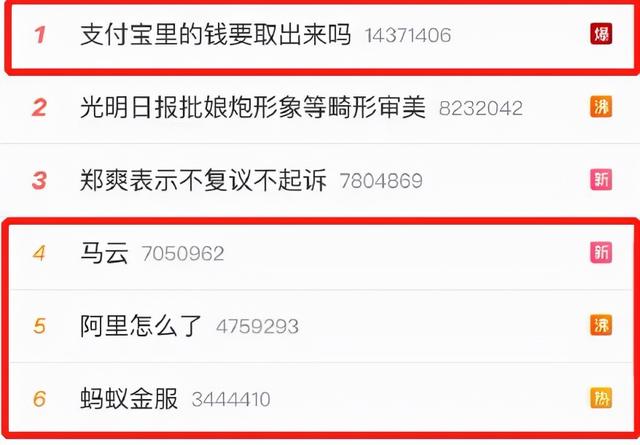 1 支付宝里的钱要取出来吗 14371406 爆
2 光明日报批娘炮形象等畸形审美 8232042 沸
3 郑爽表示不复议不起诉 7804869 新
4 马云 7050962 新
5 阿里怎么了 4759293 沸
6 蚂蚁金服 3444410 热